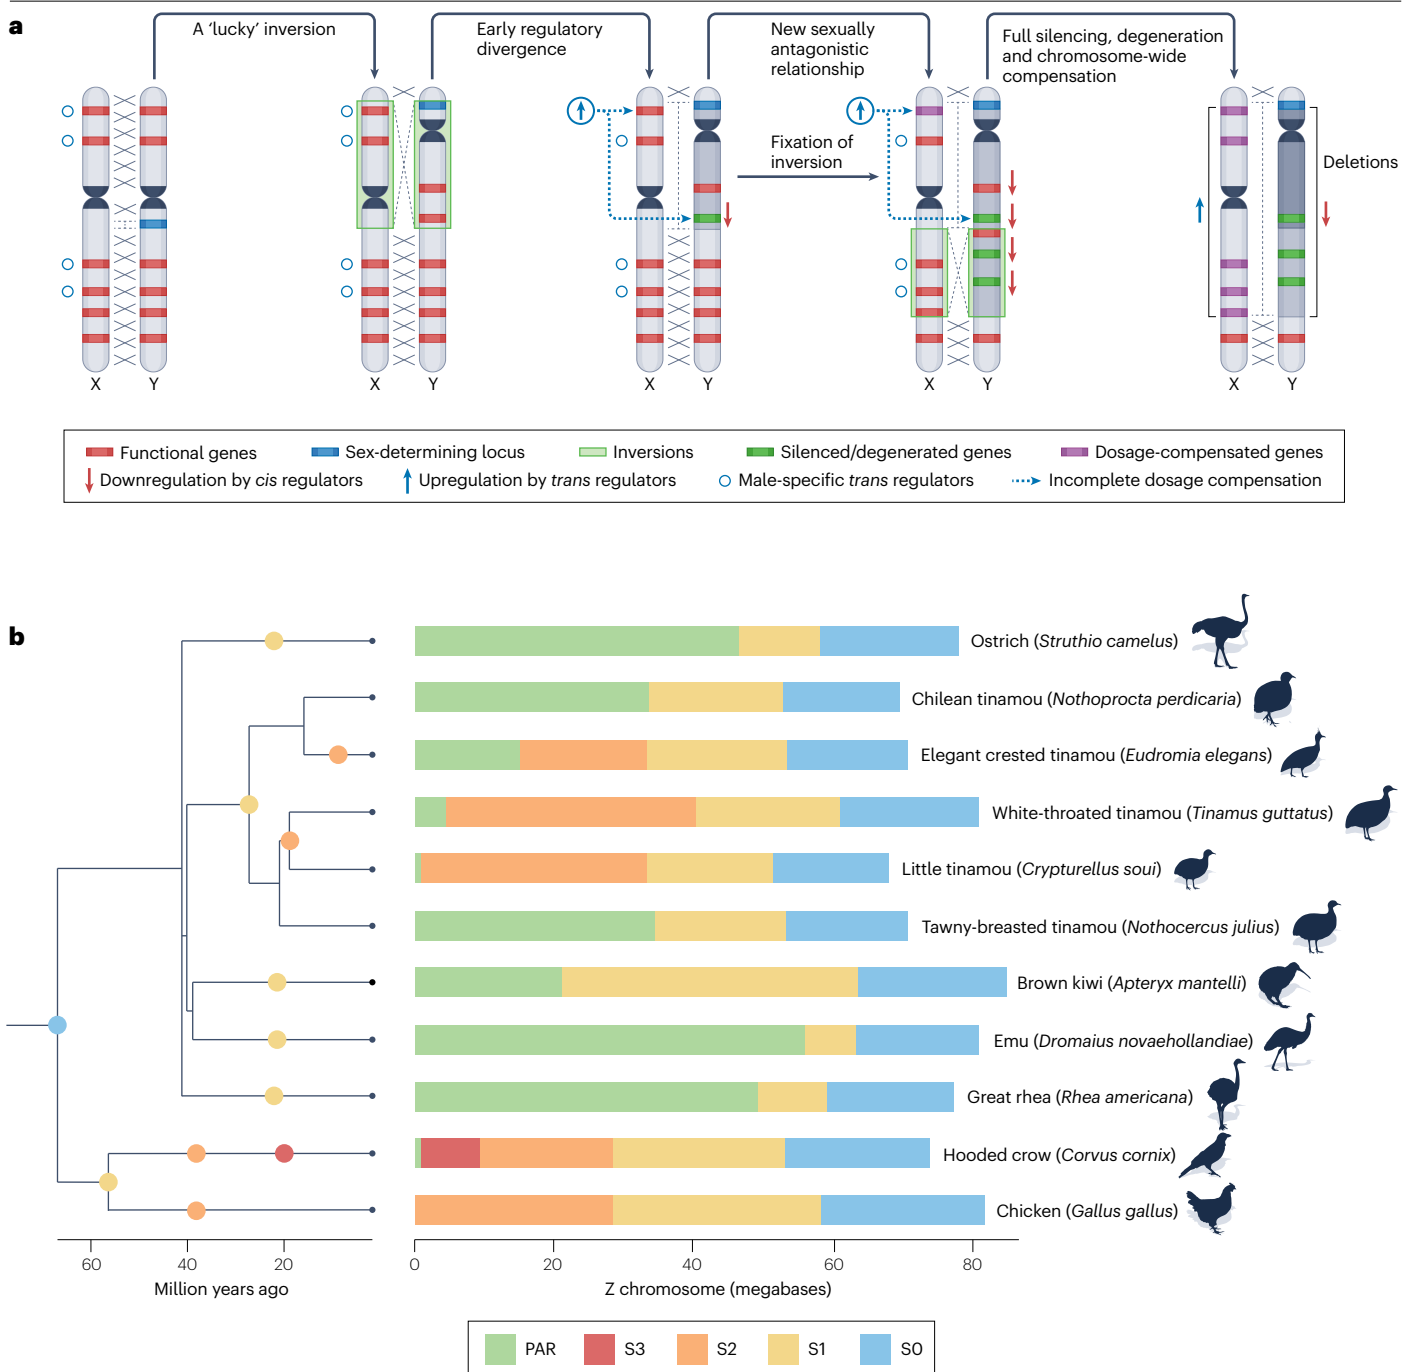 a
A ‘lucky’ inversion
Early regulatory
divergence
New sexually
antagonistic
relationship
Full silencing, degeneration
and chromosome-wide
compensation
Fixation of
inversion
Deletions
X
Y
X
Y
X
Y
X
Y
X
Y
Functional genes
Sex-determining locus
Inversions
Silenced/degenerated genes
Dosage-compensated genes
Downregulation by cis regulators
Upregulation by trans regulators
Male-specific trans regulators
Incomplete dosage compensation
b
Ostrich (Struthio camelus)
Chilean tinamou (Nothoprocta perdicaria)
Elegant crested tinamou (Eudromia elegans)
White-throated tinamou (Tinamus guttatus)
Little tinamou (Crypturellus soui)
Tawny-breasted tinamou (Nothocercus julius)
Brown kiwi (Apteryx mantelli)
Emu (Dromaius novaehollandiae)
Great rhea (Rhea americana)
Hooded crow (Corvus cornix)
Chicken (Gallus gallus)
60
40
20
Million years ago
0
20
40
60
80
Z chromosome (megabases)
PAR
S3
S2
S1
S0